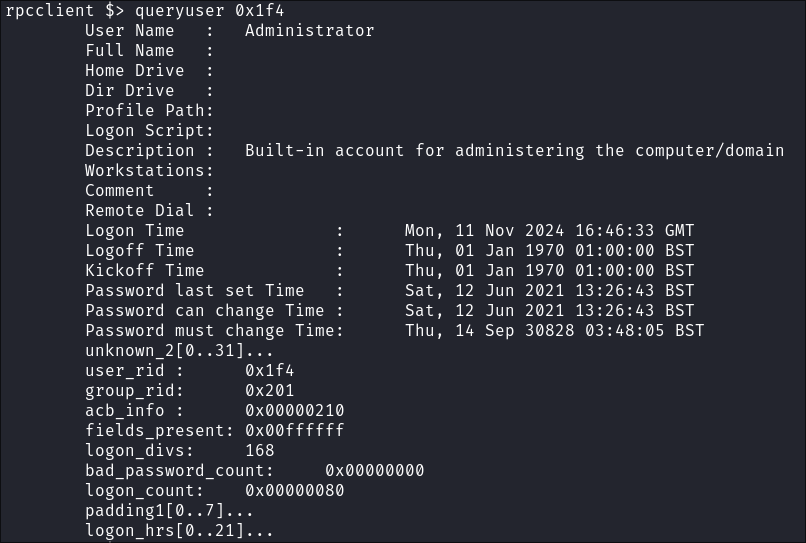 rpcclient $> queryuser 0x1f4
User Name   :   Administrator
Full Name   :
Home Drive  :
Dir Drive   :
Profile Path:
Logon Script:
Description :   Built-in account for administering the computer/domain
Workstations:
Comment     :
Remote Dial :
Logon Time               :      Mon, 11 Nov 2024 16:46:33 GMT
Logoff Time              :      Thu, 01 Jan 1970 01:00:00 BST
Kickoff Time             :      Thu, 01 Jan 1970 01:00:00 BST
Password last set Time   :      Sat, 12 Jun 2021 13:26:43 BST
Password can change Time :      Sat, 12 Jun 2021 13:26:43 BST
Password must change Time:      Thu, 14 Sep 30828 03:48:05 BST
unknown_2[0..31]...
user_rid :      0x1f4
group_rid:      0x201
acb_info :      0x00000210
fields_present: 0x00ffffff
logon_divs:     168
bad_password_count:     0x00000000
logon_count:    0x00000080
padding1[0..7]...
logon_hrs[0..21]...